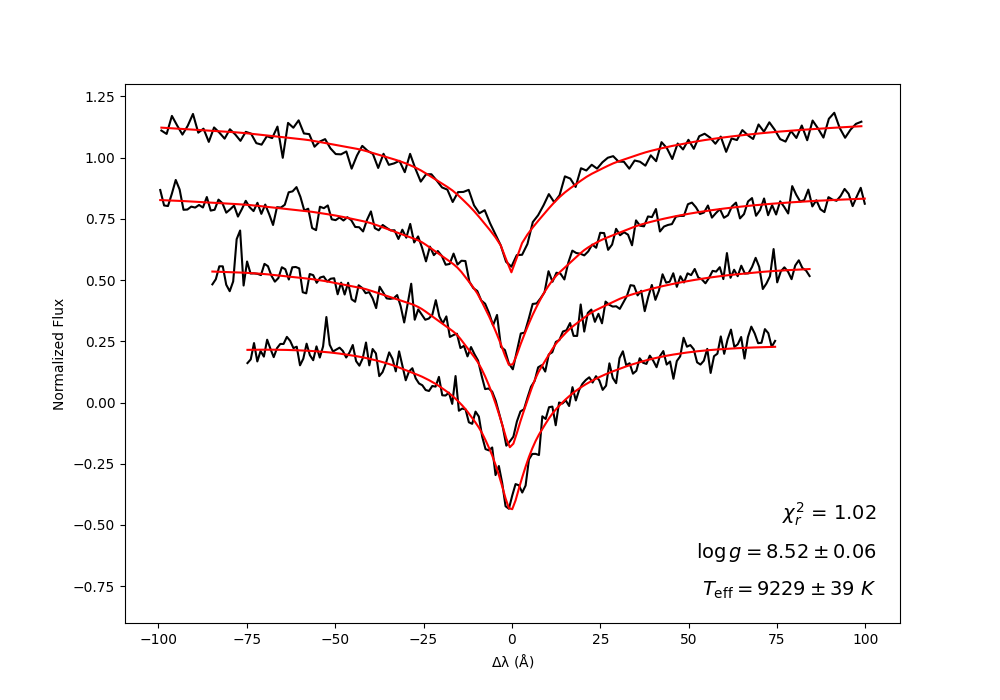 1.25
1.00
0.75
0.50
0.25
0.00
−0.25
−0.50
−0.75
Normalized Flux
χ²ᵣ = 1.02
log g = 8.52 ± 0.06
T_eff = 9229 ± 39 K
−100 −75 −50 −25 0 25 50 75 100
Δλ (Å)